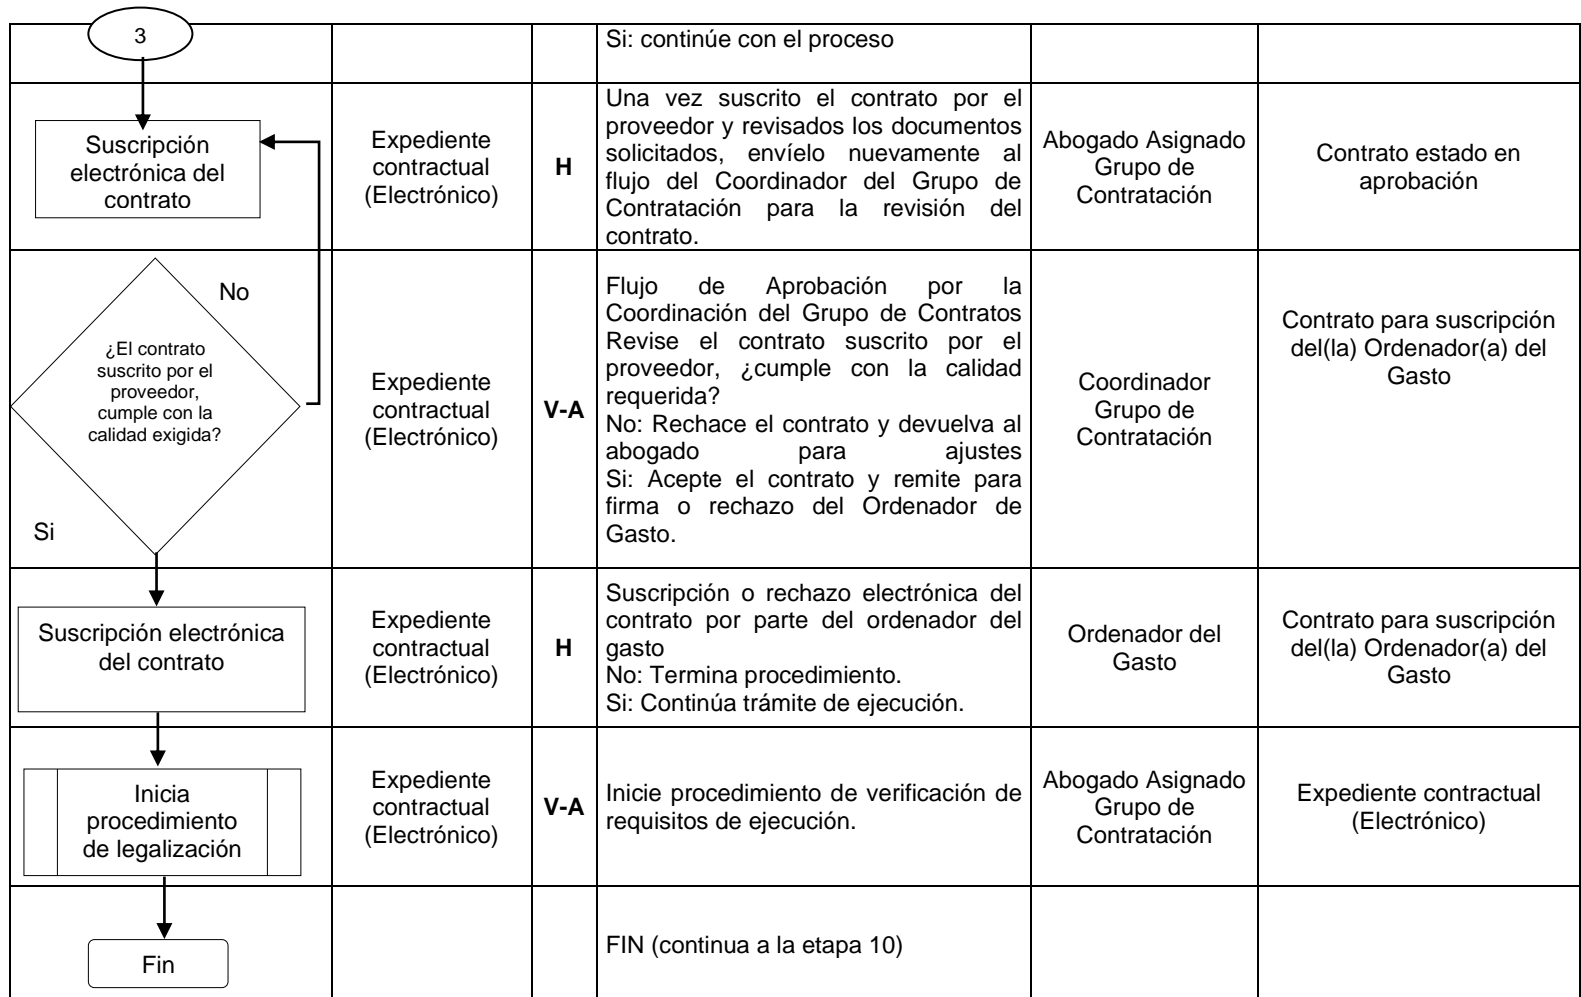 3
Si: continúe con el proceso
Suscripción
electrónica del
contrato
Expediente
contractual
(Electrónico)
H
Una vez suscrito el contrato por el
proveedor y revisados los documentos
solicitados, envíelo nuevamente al
flujo del Coordinador del Grupo de
Contratación para la revisión del
contrato.
Abogado Asignado
Grupo de
Contratación
Contrato estado en
aprobación
No
¿El contrato
suscrito por el
proveedor,
cumple con la
calidad exigida?
Si
Expediente
contractual
(Electrónico)
V-A
Flujo de Aprobación por la
Coordinación del Grupo de Contratos
Revise el contrato suscrito por el
proveedor, ¿cumple con la calidad
requerida?
No: Rechace el contrato y devuelva al
abogado para ajustes
Si: Acepte el contrato y remite para
firma o rechazo del Ordenador de
Gasto.
Coordinador
Grupo de
Contratación
Contrato para suscripción
del(la) Ordenador(a) del
Gasto
Suscripción electrónica
del contrato
Expediente
contractual
(Electrónico)
H
Suscripción o rechazo electrónica del
contrato por parte del ordenador del
gasto
No: Termina procedimiento.
Si: Continúa trámite de ejecución.
Ordenador del
Gasto
Contrato para suscripción
del(la) Ordenador(a) del
Gasto
Inicia
procedimiento
de legalización
Expediente
contractual
(Electrónico)
V-A
Inicie procedimiento de verificación de
requisitos de ejecución.
Abogado Asignado
Grupo de
Contratación
Expediente contractual
(Electrónico)
Fin
FIN (continua a la etapa 10)